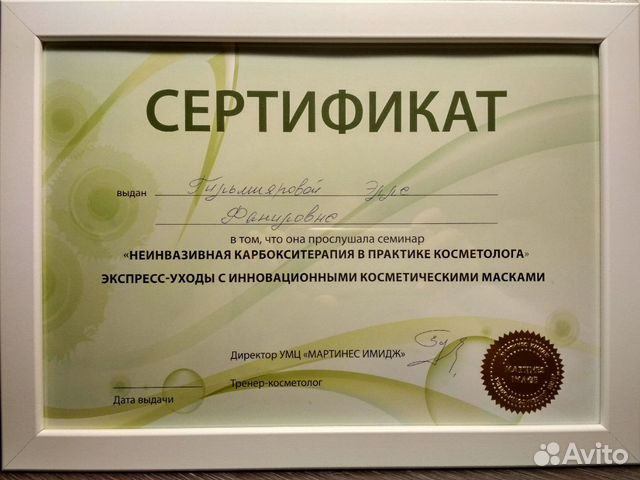 СЕРТИФИКАТ
выдан
Фанировне
в том, что она прослушала семинар
«НЕИНВАЗИВНАЯ КАРБОКСИТЕРАПИЯ В ПРАКТИКЕ КОСМЕТОЛОГА»
ЭКСПРЕСС-УХОДЫ С ИННОВАЦИОННЫМИ КОСМЕТИЧЕСКИМИ МАСКАМИ
Директор УМЦ «МАРТИНЕС ИМИДЖ»
Тренер-косметолог
Дата выдачи
Avito